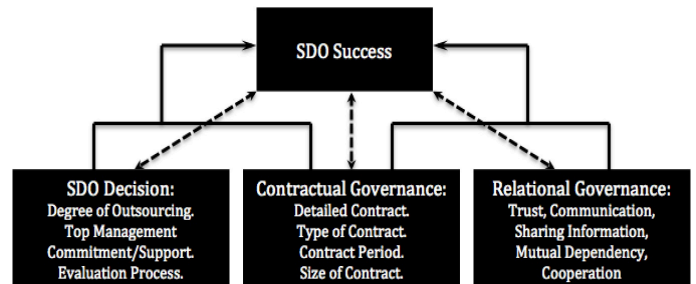 SDO Success
SDO Decision:
Degree of Outsourcing.
Top Management
Commitment/Support.
Evaluation Process.
Contractual Governance:
Detailed Contract.
Type of Contract.
Contract Period.
Size of Contract.
Relational Governance:
Trust, Communication,
Sharing Information,
Mutual Dependency,
Cooperation